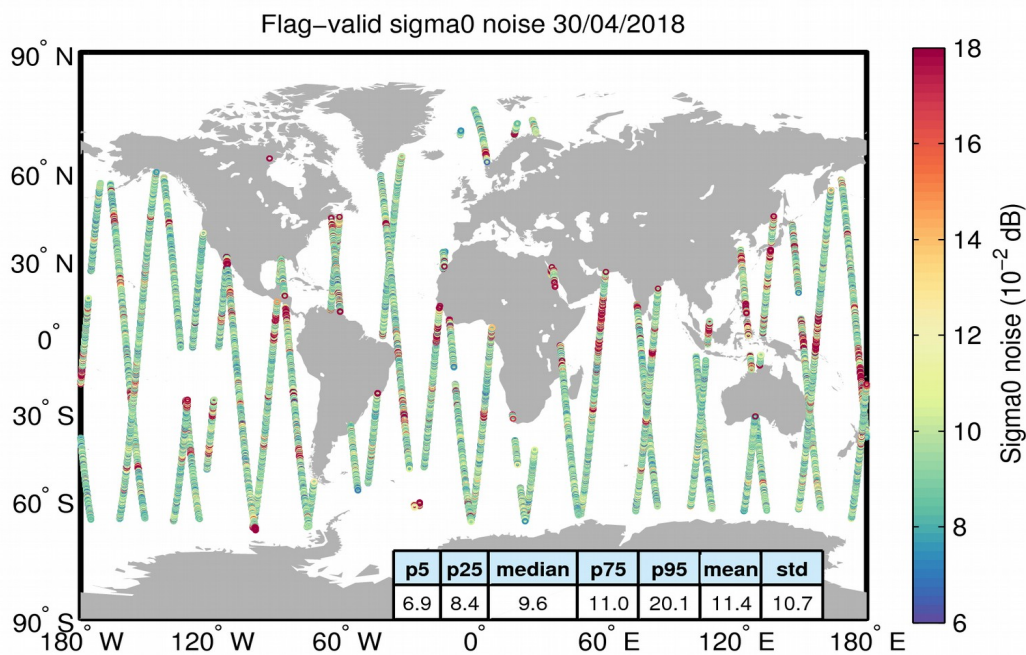 Flag−valid sigma0 noise 30/04/2018
90° N
60° N
30° N
0°
30° S
60° S
90° S
180° W
120° W
60° W
0°
60° E
120° E
180° E
p5 p25 median p75 p95 mean std
6.9 8.4 9.6 11.0 20.1 11.4 10.7
18
16
14
12
10
8
6
Sigma0 noise (10⁻² dB)